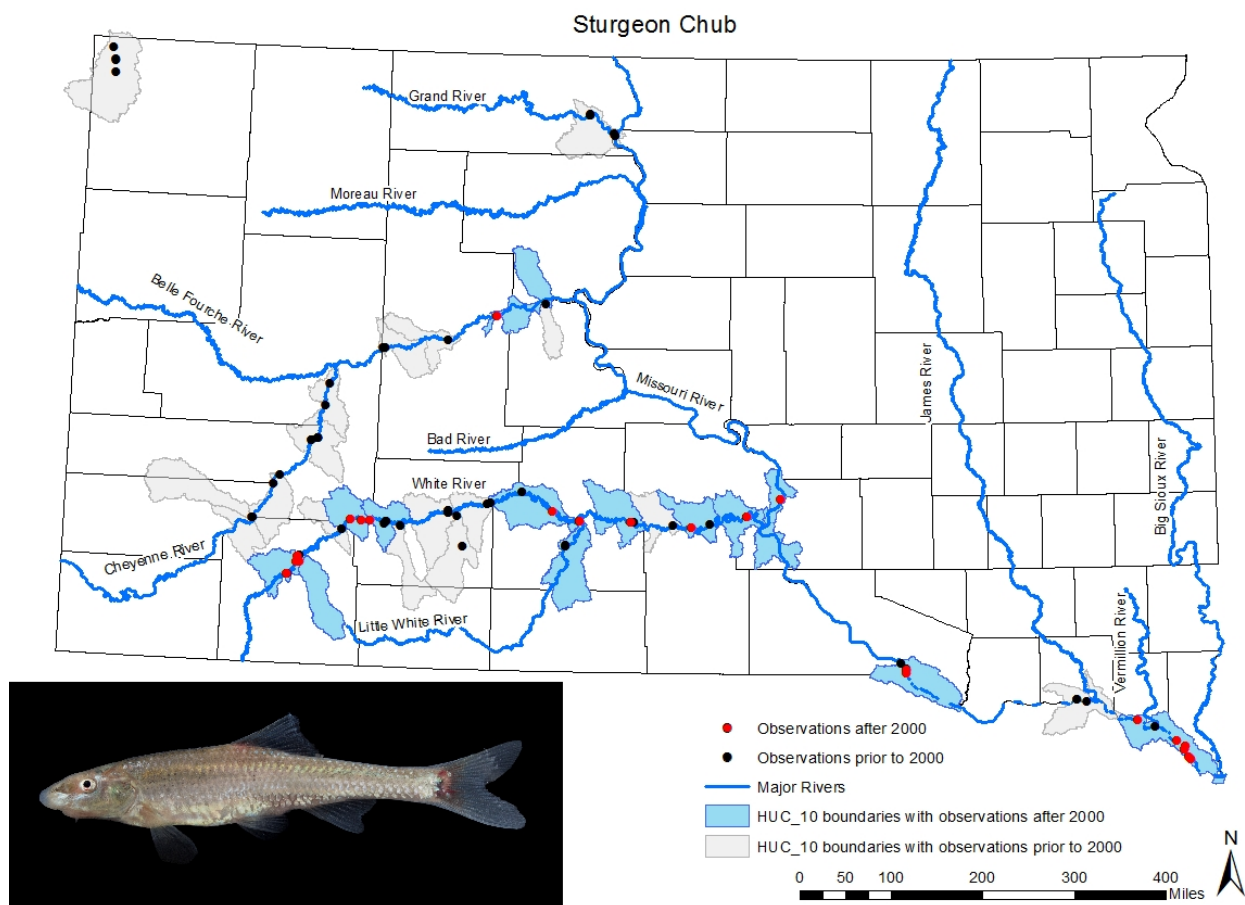 Sturgeon Chub
Grand River
Moreau River
Belle Fourche River
Missouri River
James River
Bad River
Big Sioux River
White River
Cheyenne River
Little White River
Vermillion River
Observations after 2000
Observations prior to 2000
Major Rivers
HUC_10 boundaries with observations after 2000
HUC_10 boundaries with observations prior to 2000
N
0 50 100 200 300 400
Miles